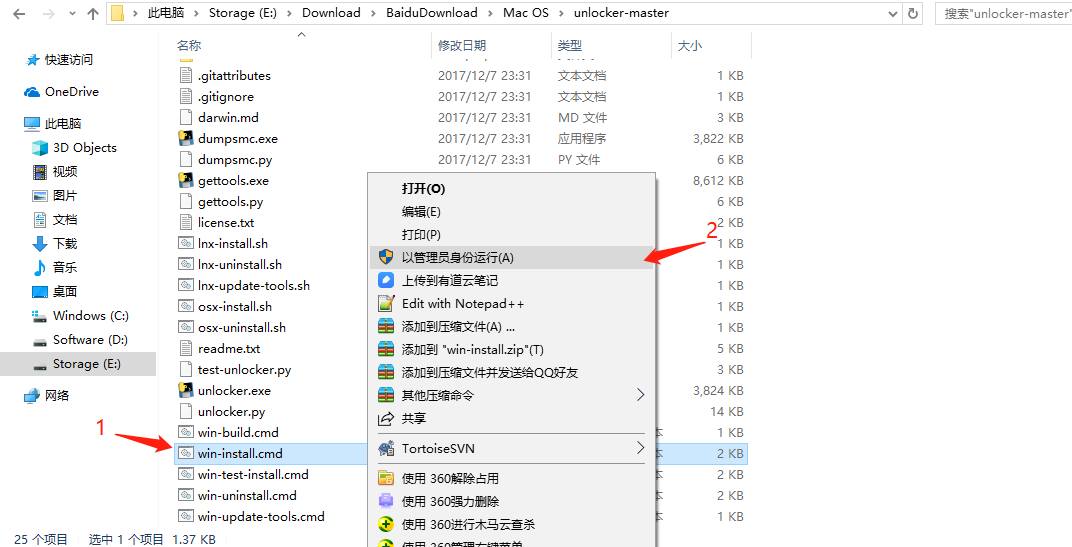 此电脑 › Storage (E:) › Download › BaiduDownload › Mac OS › unlocker-master 搜索"unlocker-master"
名称 修改日期 类型 大小
快速访问
OneDrive
此电脑
3D Objects
视频
图片
文档
下载
音乐
桌面
Windows (C:)
Software (D:)
Storage (E:)
网络
.gitattributes 2017/12/7 23:31 文本文档 1 KB
.gitignore 2017/12/7 23:31 文本文档 1 KB
darwin.md 2017/12/7 23:31 MD 文件 3 KB
dumpsmc.exe 2017/12/7 23:31 应用程序 3,822 KB
dumpsmc.py 2017/12/7 23:31 PY 文件 6 KB
gettools.exe 8,612 KB
gettools.py 6 KB
license.txt 2 KB
lnx-install.sh 1 KB
lnx-uninstall.sh 1 KB
lnx-update-tools.sh 1 KB
osx-install.sh 1 KB
osx-uninstall.sh 1 KB
readme.txt 5 KB
test-unlocker.py 3 KB
unlocker.exe 3,824 KB
unlocker.py 14 KB
win-build.cmd 本 1 KB
win-install.cmd 本 2 KB
win-test-install.cmd 本 2 KB
win-uninstall.cmd 本 2 KB
win-update-tools.cmd 本 1 KB
打开(O)
编辑(E)
打印(P)
以管理员身份运行(A)
上传到有道云笔记
Edit with Notepad++
添加到压缩文件(A) ...
添加到 "win-install.zip"(T)
添加到压缩文件并发送给QQ好友
其他压缩命令
共享
TortoiseSVN
使用 360解除占用
使用 360强力删除
使用 360进行木马云查杀
使用 360管理右键菜单
1
2
25 个项目 选中 1 个项目 1.37 KB